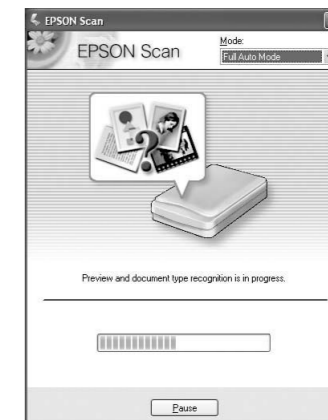 EPSON Scan
EPSON Scan
Mode:
Full Auto Mode
?
Preview and document type recognition is in progress.
Pause